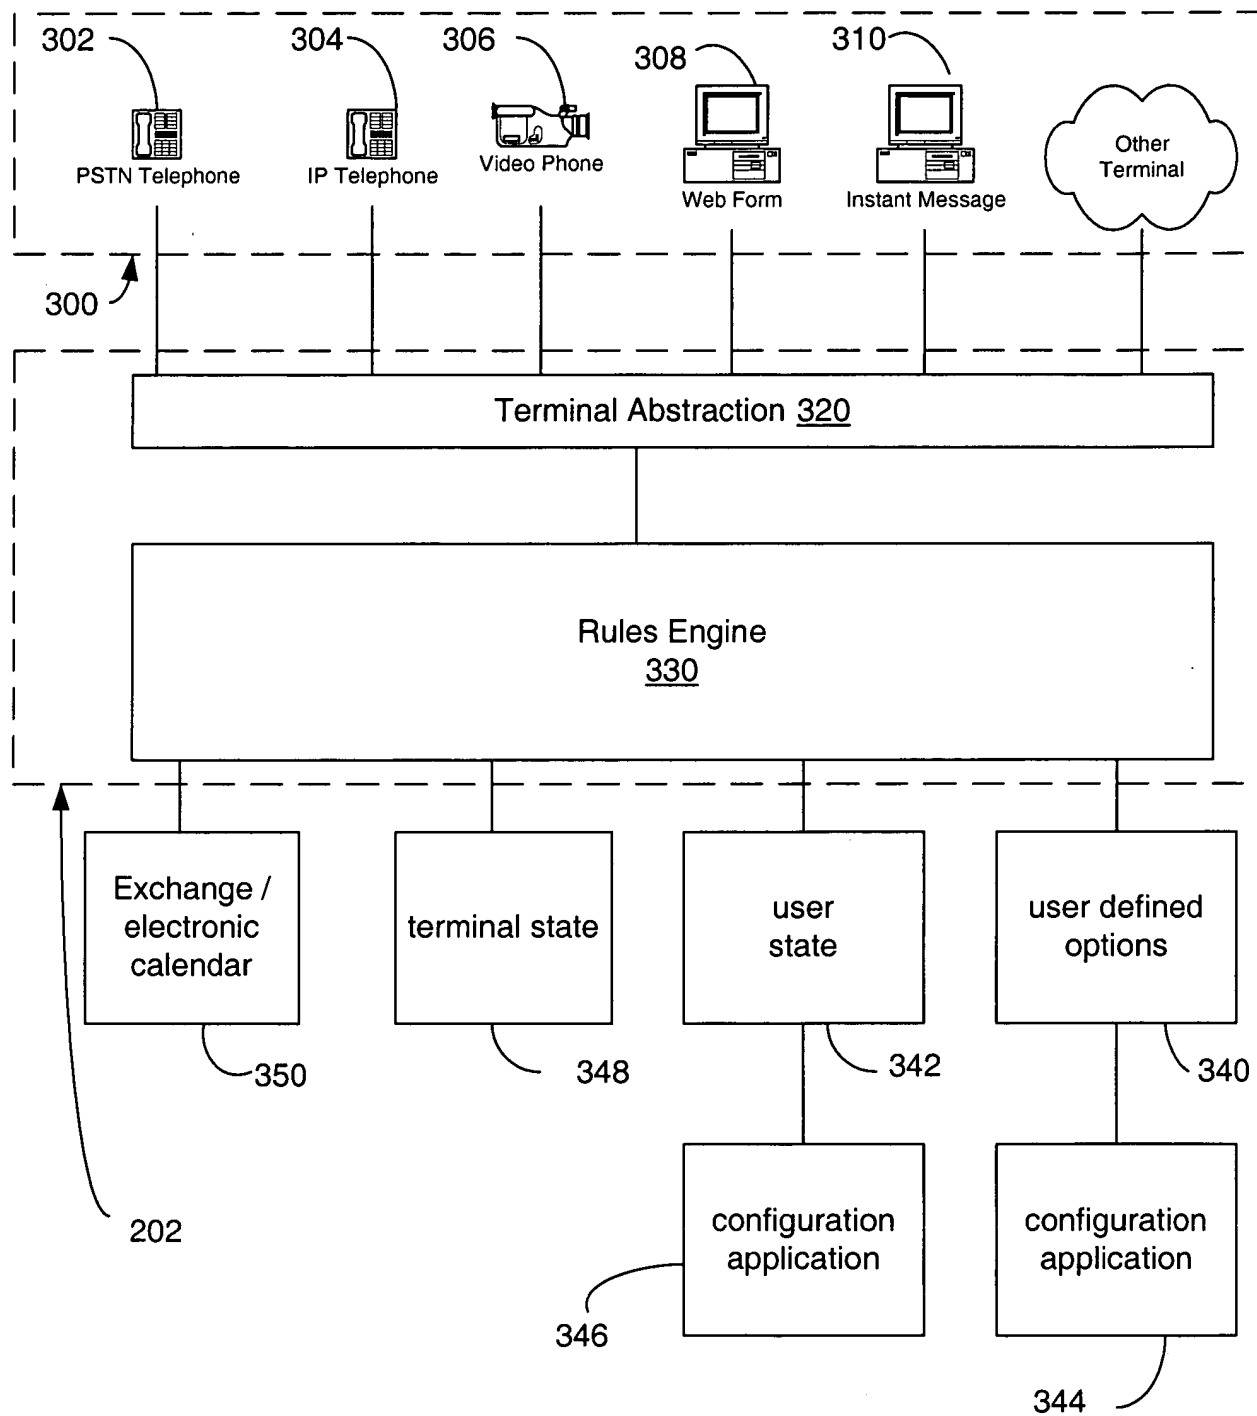 302
304
306
308
310
PSTN Telephone
IP Telephone
Video Phone
Web Form
Instant Message
Other
Terminal
300
Terminal Abstraction 320
Rules Engine
330
Exchange /
electronic
calendar
terminal state
user
state
user defined
options
350
348
342
340
202
configuration
application
configuration
application
346
344